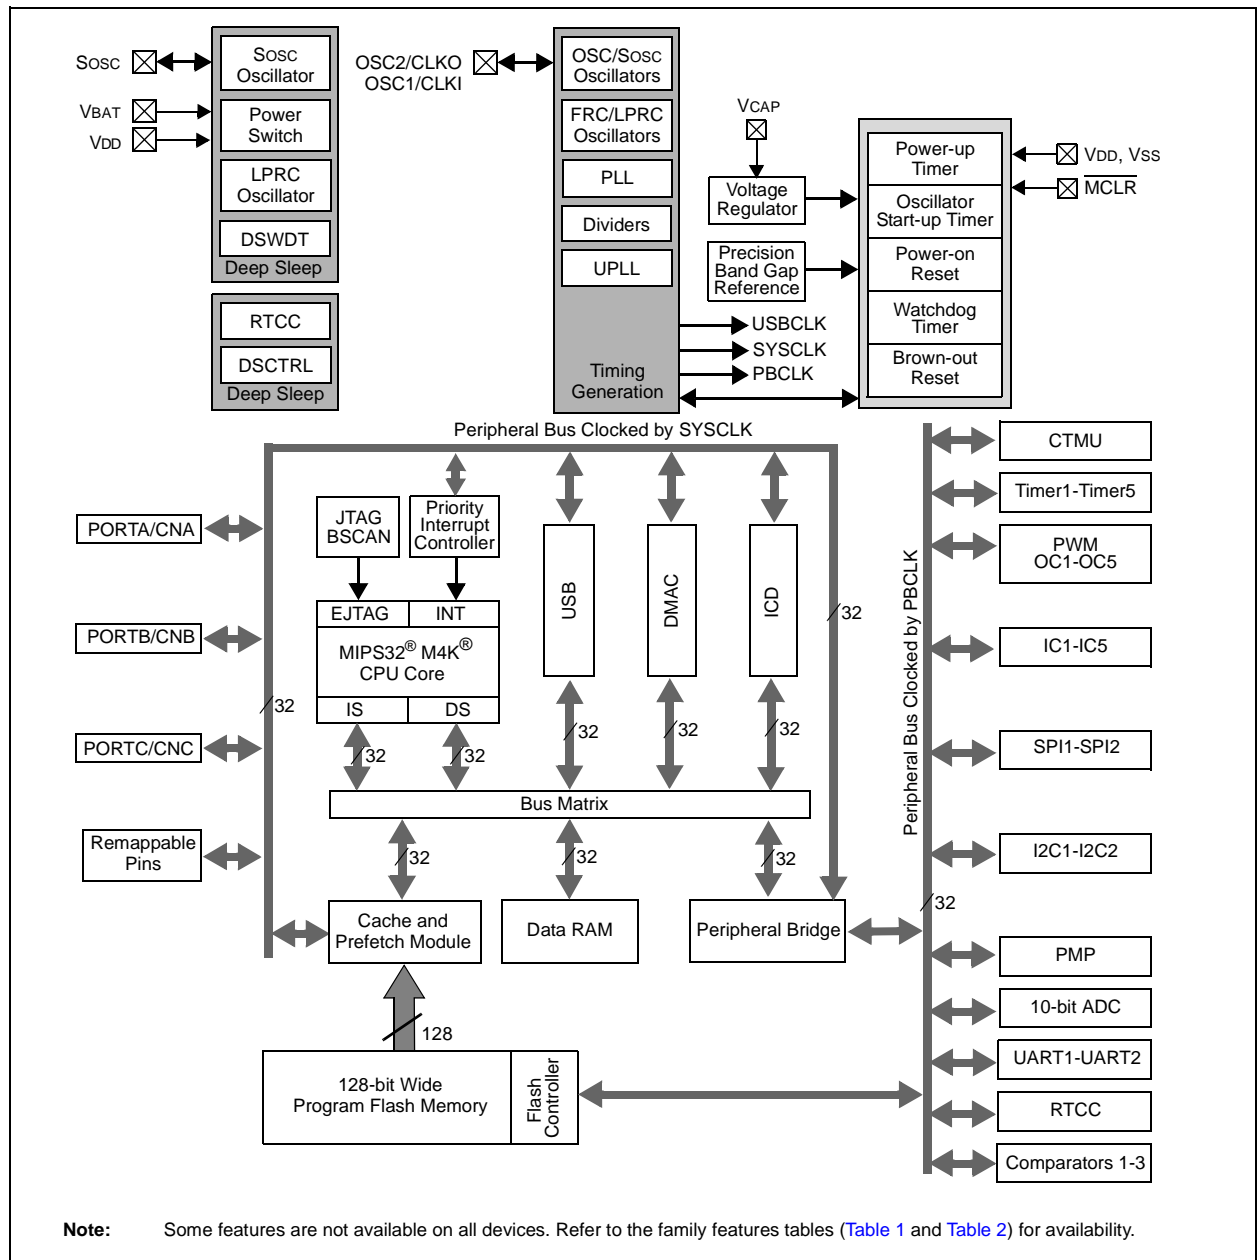 SOSC
SOSC
Oscillator
VBAT
VDD
Power
Switch
LPRC
Oscillator
DSWDT
Deep Sleep
RTCC
DSCTRL
Deep Sleep
OSC2/CLKO
OSC1/CLKI
OSC/SOSC
Oscillators
FRC/LPRC
Oscillators
PLL
Dividers
UPLL
Timing
Generation
USBCLK
SYSCLK
PBCLK
VCAP
Voltage
Regulator
Precision
Band Gap
Reference
Power-up
Timer
Oscillator
Start-up Timer
Power-on
Reset
Watchdog
Timer
Brown-out
Reset
VDD, VSS
MCLR
Peripheral Bus Clocked by SYSCLK
PORTA/CNA
PORTB/CNB
PORTC/CNC
Remappable
Pins
32
JTAG
BSCAN
Priority
Interrupt
Controller
EJTAG
INT
MIPS32® M4K®
CPU Core
IS
DS
32
32
USB
DMAC
ICD
32
32
32
32
Bus Matrix
32
32
32
Cache and
Prefetch Module
Data RAM
Peripheral Bridge
128
128-bit Wide
Program Flash Memory
Flash
Controller
Peripheral Bus Clocked by PBCLK
32
CTMU
Timer1-Timer5
PWM
OC1-OC5
IC1-IC5
SPI1-SPI2
I2C1-I2C2
PMP
10-bit ADC
UART1-UART2
RTCC
Comparators 1-3
Note: Some features are not available on all devices. Refer to the family features tables (Table 1 and Table 2) for availability.